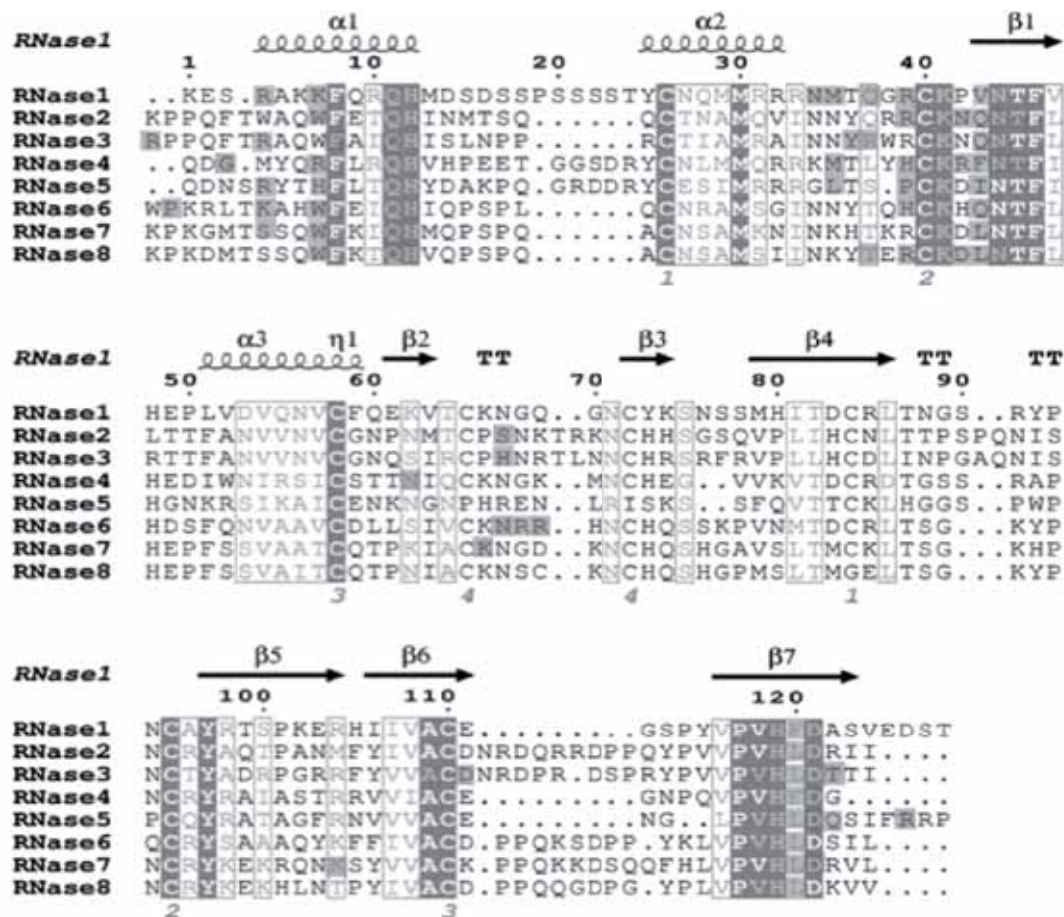 α1 α2 β1
RNase1
1 10 20 30 40
RNase1 ..KES.RAKKFQRQHMDSDSSPSSSSTYCNQMMRRRNMTQGRCKPVNTFV
RNase2 KPPQFTWAQWFETQHINMTSQ......QCTNAMQVINNYQRRCKNQNTFL
RNase3 RPPQFTRAQWFAIQHISLNPP......RCTIAMRAINNYRWRCKNQNTFL
RNase4 ..QDG.MYQRFLRQHVHPEET.GGSDRYCNLMMQRRKMTLYHCKRFNTFI
RNase5 ..QDNSRYTHFLTQHYDAKPQ.GRDDRYCESIMRRRGLTS.PCKDINTFI
RNase6 WPKRLTKAHWFEIQHIQPSPL......QCNRAMSGINNYTQHCKHQNTFL
RNase7 KPKGMTSSQWFKIQHMQPSPQ......ACNSAMKNINKHTKRCKDLNTFL
RNase8 KPKDMTSSQWFKIQHVQPSPQ......ACNSAMSIINKYTERCKDLNTFL
1 2
α3 η1 β2 β3 β4
RNase1 TT TT TT
50 60 70 80 90
RNase1 HEPLVDVQNVCFQEKVTCKNGQ..GNCYKSNSSMHITDCRLTNGS..RYP
RNase2 LTTFANVVNVCGNPNMTCPSNKTRKNCHHSGSQVPLIHCNLTTPSPQNIS
RNase3 RTTFANVVNVCGNQSIRCPHNRTLNNCHRSRFRVPLLHCDLINPGAQNIS
RNase4 HEDIWNIRSICSTTNIQCKNGK..MNCHEG..VVKVTDCRDTGSS..RAP
RNase5 HGNKRSIKAICENKNGNPHREN..LRISKS..SFQVTTCKLHGGS..PWP
RNase6 HDSFQNVAAVCDLLSIVCKNRR..HNCHQSSKPVNMTDCRLTSG...KYP
RNase7 HEPFSSVAATCQTPKIACKNGD..KNCHQSHGAVSLTMCKLTSG...KHP
RNase8 HEPFSSVAITCQTPNIACKNSC..KNCHQSHGPMSLTMGELTSG...KYP
3 4 4 1
β5 β6 β7
RNase1
100 110 120
RNase1 NCAYRTSPKERHIIVACE.........GSPYVPVHFDASVEDST
RNase2 NCRYAQTPANMFYVVACDNRDQRRDPPQYPVVPVHLDRII....
RNase3 NCTYADRPGRRFYVVACDNRDPR.DSPRYPVVPVHLDTTI....
RNase4 NCRYRAIASTRRVVIACE.........GNPQVPVHFDG......
RNase5 PCQYRATAGFRNVVVACE.........NG.LPVHLDQSIFRRP
RNase6 QCRYSAAAQYKFFIVACD.PPQKSDPP.YKLVPVHLDSIL....
RNase7 NCRYKEKRQNKSYVVACK.PPQKKDSQQFHLVPVHLDRVL....
RNase8 NCRYKEKHLNTPYIVACD.PPQQGDPG.YPLVPVHLDKVV....
2 3